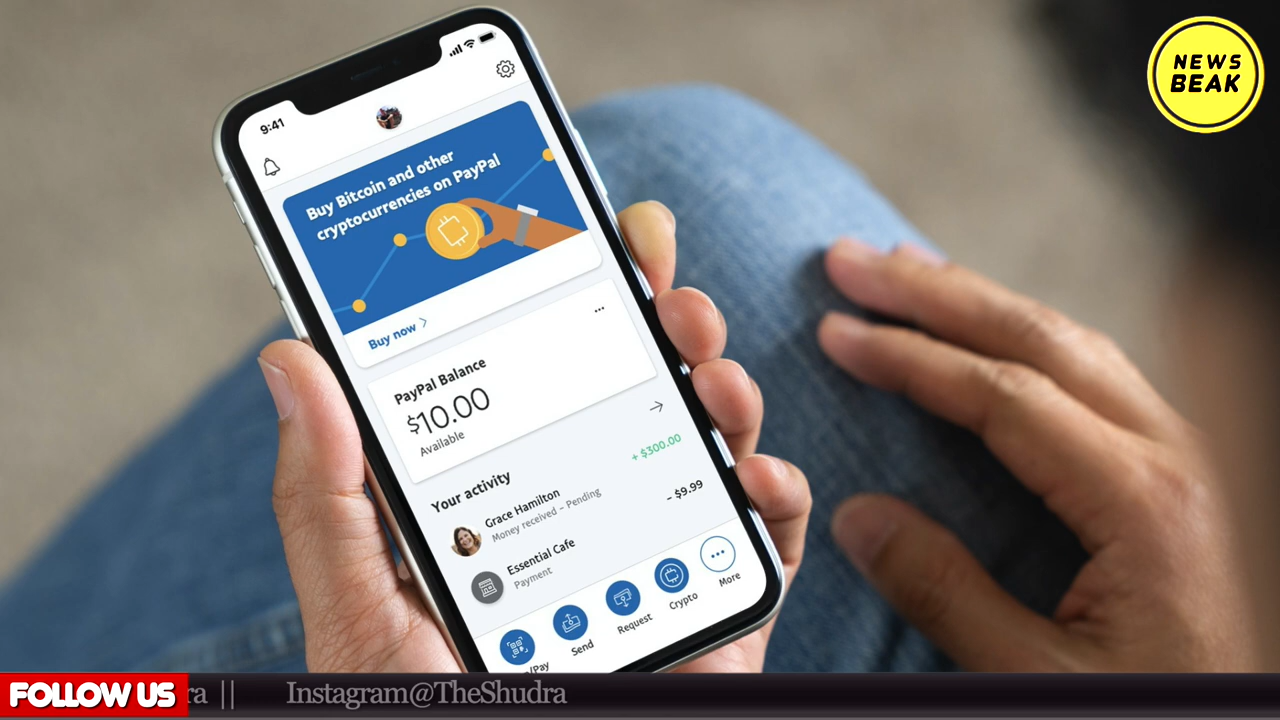 NEWS
BEAK
9:41
Buy Bitcoin and other
cryptocurrencies on PayPal
Buy now
PayPal Balance
$10.00
Available
Your activity
Grace Hamilton
Money received – Pending
+ $300.00
Essential Cafe
Payment
– $9.99
/Pay
Send
Request
Crypto
More
FOLLOW US
ra || Instagram@TheShudra